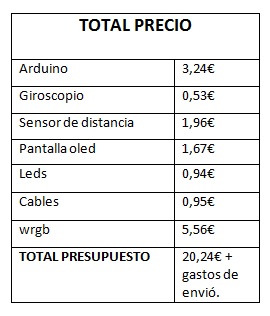 TOTAL PRECIO
Arduino 3,24€
Giroscopio 0,53€
Sensor de distancia 1,96€
Pantalla oled 1,67€
Leds 0,94€
Cables 0,95€
wrgb 5,56€
TOTAL PRESUPUESTO 20,24€ +
gastos de
envió.